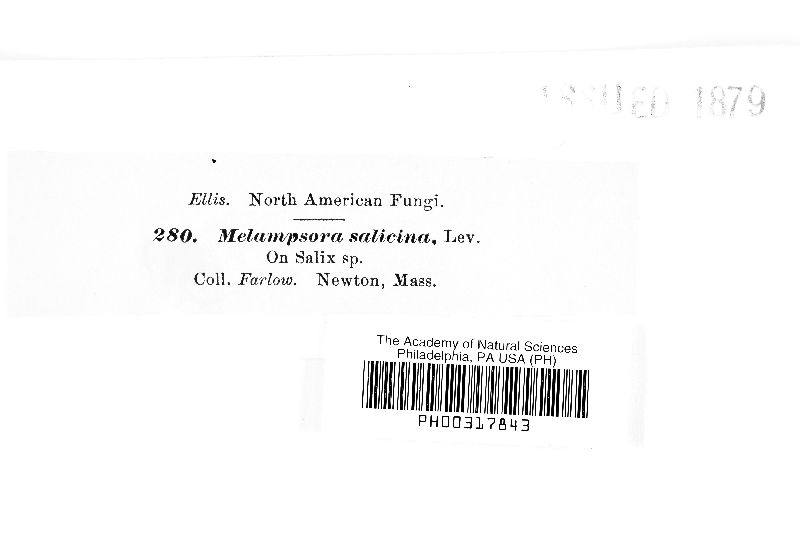 ISSUED 1879
Ellis. North American Fungi.
280. Melampsora salicina, Lev.
On Salix sp.
Coll. Farlow. Newton, Mass.
The Academy of Natural Sciences
Philadelphia, PA USA (PH)
PH00317843